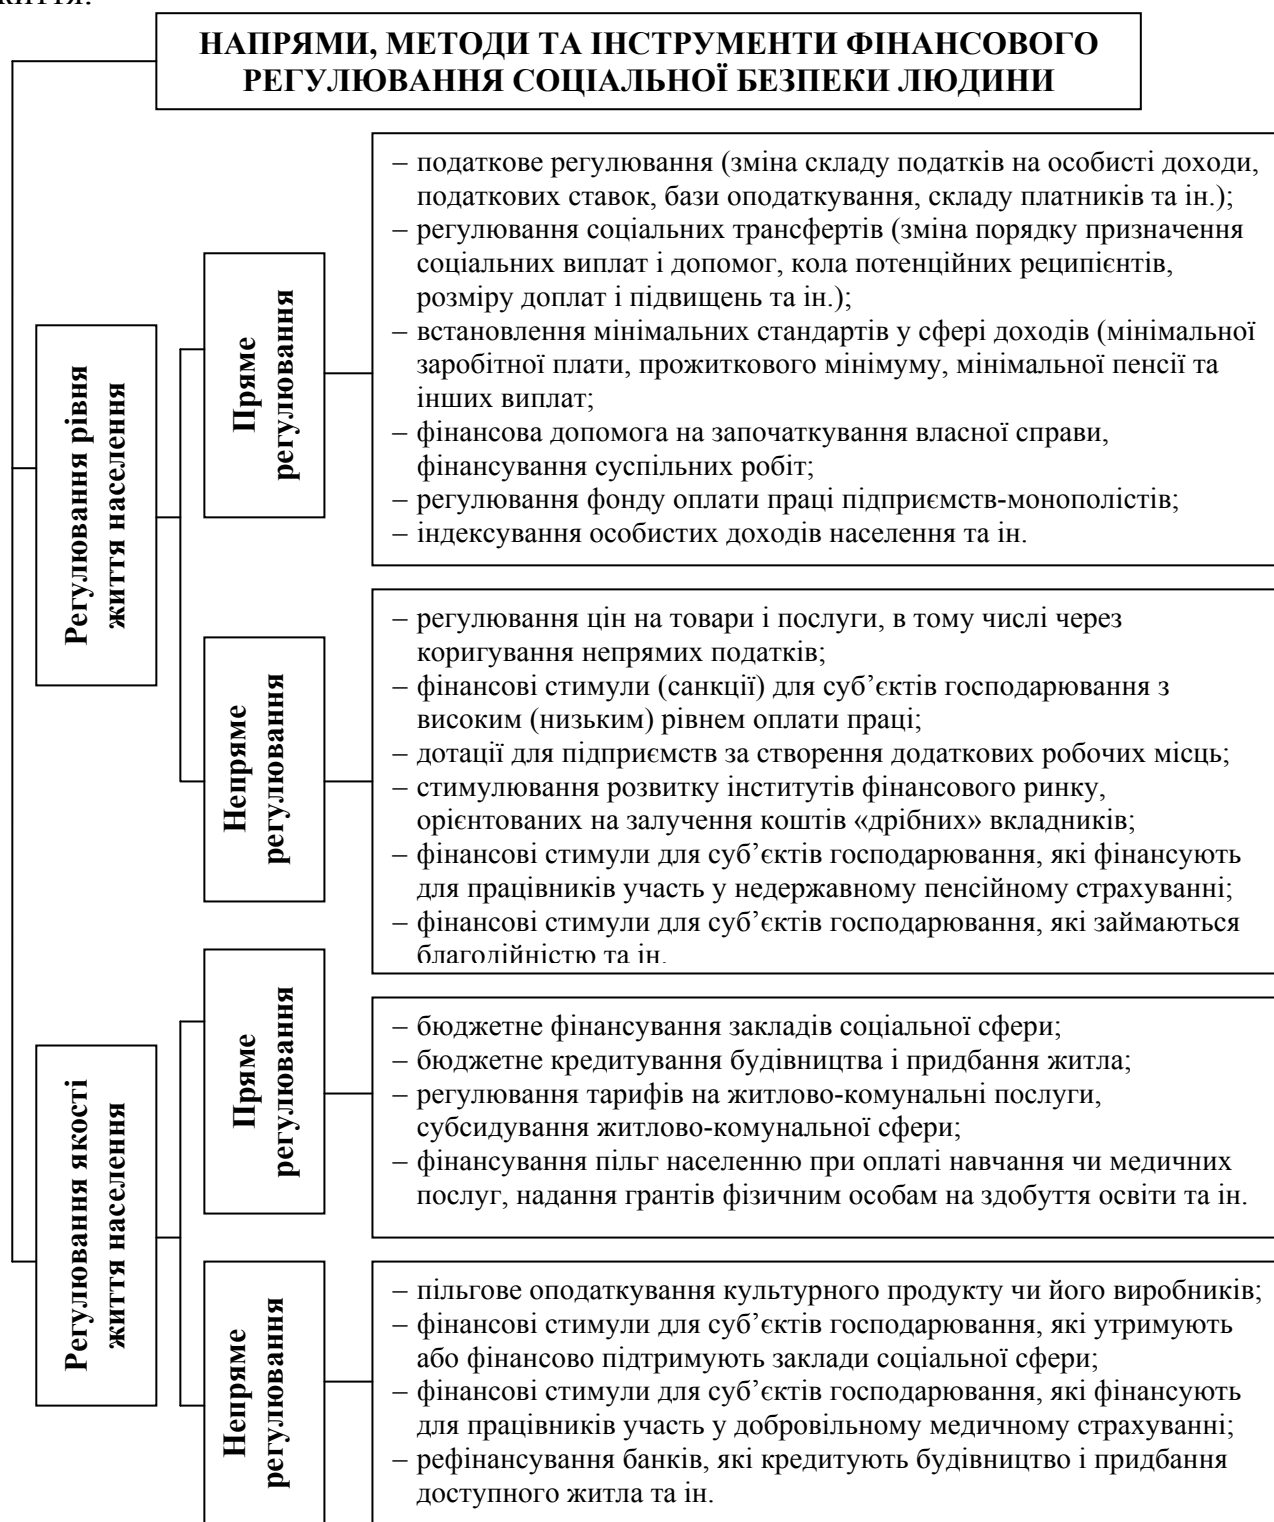 життя.
НАПРЯМИ, МЕТОДИ ТА ІНСТРУМЕНТИ ФІНАНСОВОГО
РЕГУЛЮВАННЯ СОЦІАЛЬНОЇ БЕЗПЕКИ ЛЮДИНИ
Регулювання рівня
життя населення
Пряме
регулювання
– податкове регулювання (зміна складу податків на особисті доходи,
податкових ставок, бази оподаткування, складу платників та ін.);
– регулювання соціальних трансфертів (зміна порядку призначення
соціальних виплат і допомог, кола потенційних реципієнтів,
розміру доплат і підвищень та ін.);
– встановлення мінімальних стандартів у сфері доходів (мінімальної
заробітної плати, прожиткового мінімуму, мінімальної пенсії та
інших виплат;
– фінансова допомога на започаткування власної справи,
фінансування суспільних робіт;
– регулювання фонду оплати праці підприємств-монополістів;
– індексування особистих доходів населення та ін.
Непряме
регулювання
– регулювання цін на товари і послуги, в тому числі через
коригування непрямих податків;
– фінансові стимули (санкції) для суб’єктів господарювання з
високим (низьким) рівнем оплати праці;
– дотації для підприємств за створення додаткових робочих місць;
– стимулювання розвитку інститутів фінансового ринку,
орієнтованих на залучення коштів «дрібних» вкладників;
– фінансові стимули для суб’єктів господарювання, які фінансують
для працівників участь у недержавному пенсійному страхуванні;
– фінансові стимули для суб’єктів господарювання, які займаються
благодійністю та ін.
Регулювання якості
життя населення
Пряме
регулювання
– бюджетне фінансування закладів соціальної сфери;
– бюджетне кредитування будівництва і придбання житла;
– регулювання тарифів на житлово-комунальні послуги,
субсидування житлово-комунальної сфери;
– фінансування пільг населенню при оплаті навчання чи медичних
послуг, надання грантів фізичним особам на здобуття освіти та ін.
Непряме
регулювання
– пільгове оподаткування культурного продукту чи його виробників;
– фінансові стимули для суб’єктів господарювання, які утримують
або фінансово підтримують заклади соціальної сфери;
– фінансові стимули для суб’єктів господарювання, які фінансують
для працівників участь у добровільному медичному страхуванні;
– рефінансування банків, які кредитують будівництво і придбання
доступного житла та ін.